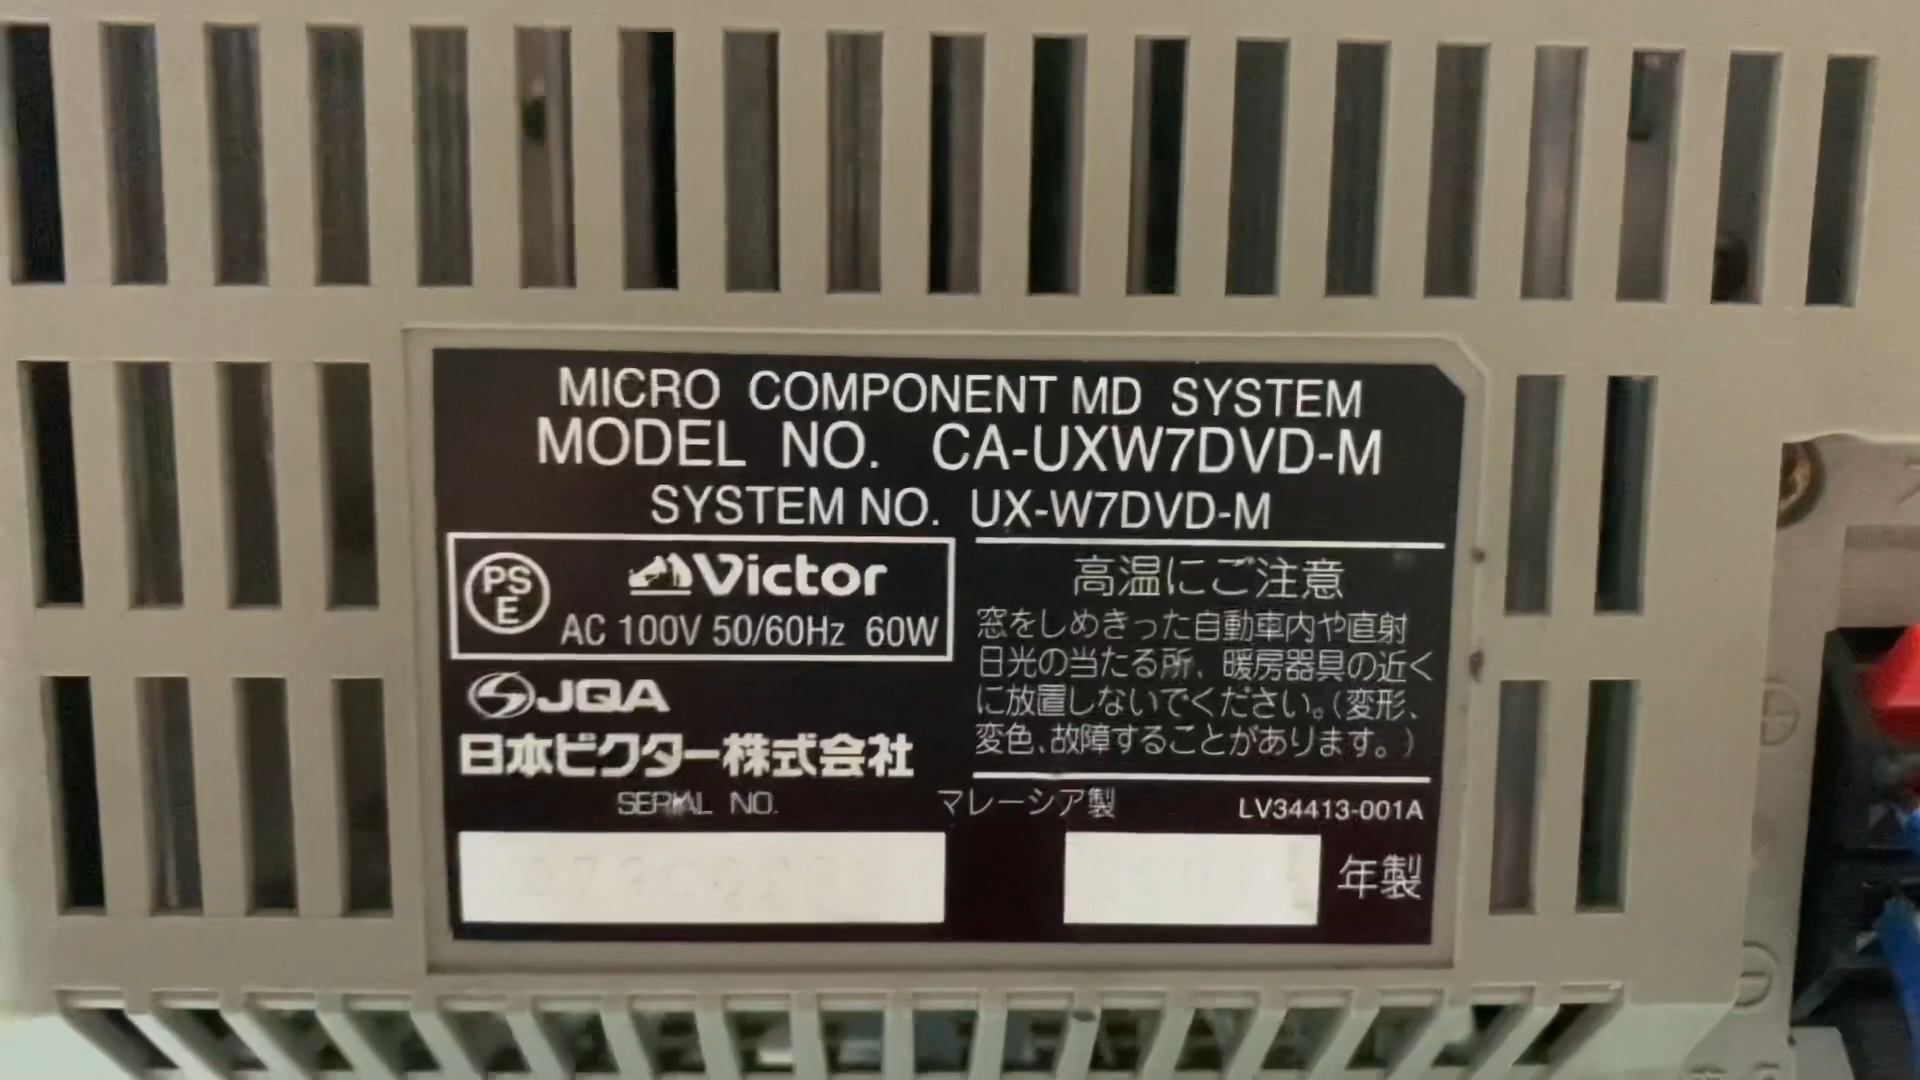 MICRO COMPONENT MD SYSTEM
MODEL NO. CA-UXW7DVD-M
SYSTEM NO. UX-W7DVD-M
PS
E
Victor
AC 100V 50/60Hz 60W
JQA
日本ビクター株式会社
高温にご注意
窓をしめきった自動車内や直射
日光の当たる所、暖房器具の近く
に放置しないでください。(変形、
変色、故障することがあります。)
SERIAL NO.
マレーシア製
LV34413-001A
年製